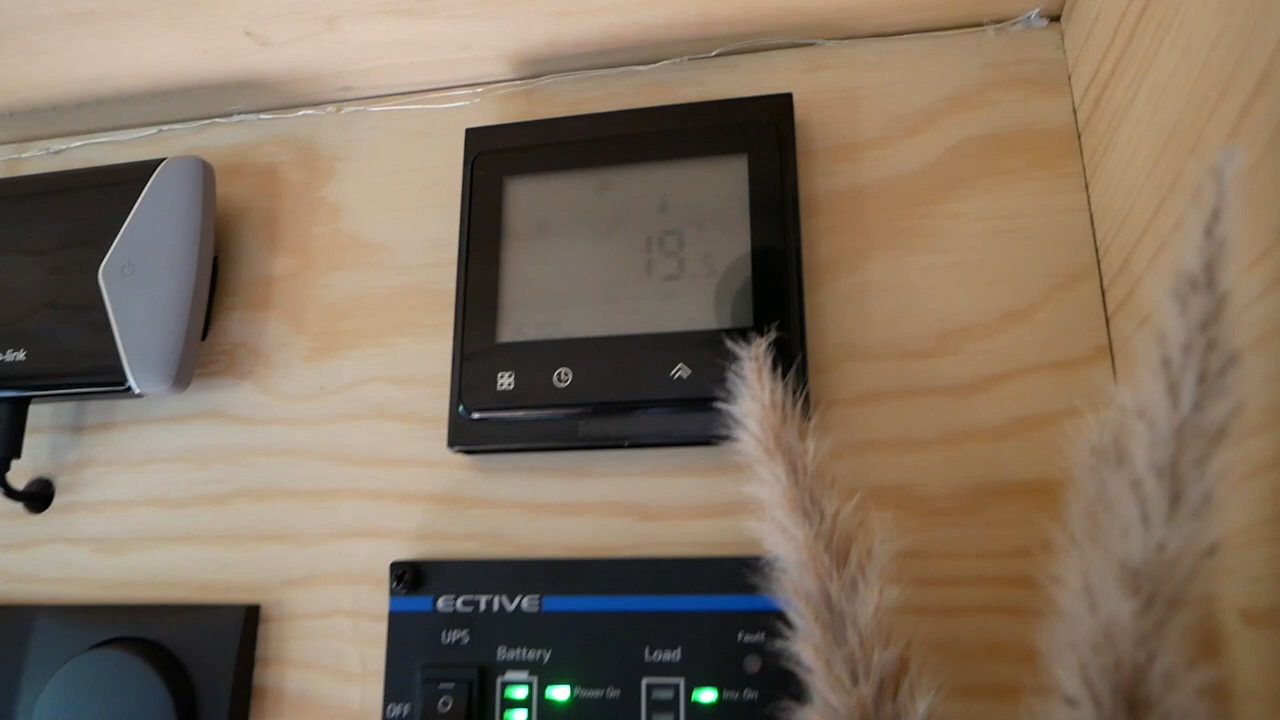 19.5
p-link
ECTIVE
UPS
Fault
Battery
Load
Power On
Inv. On
OFF